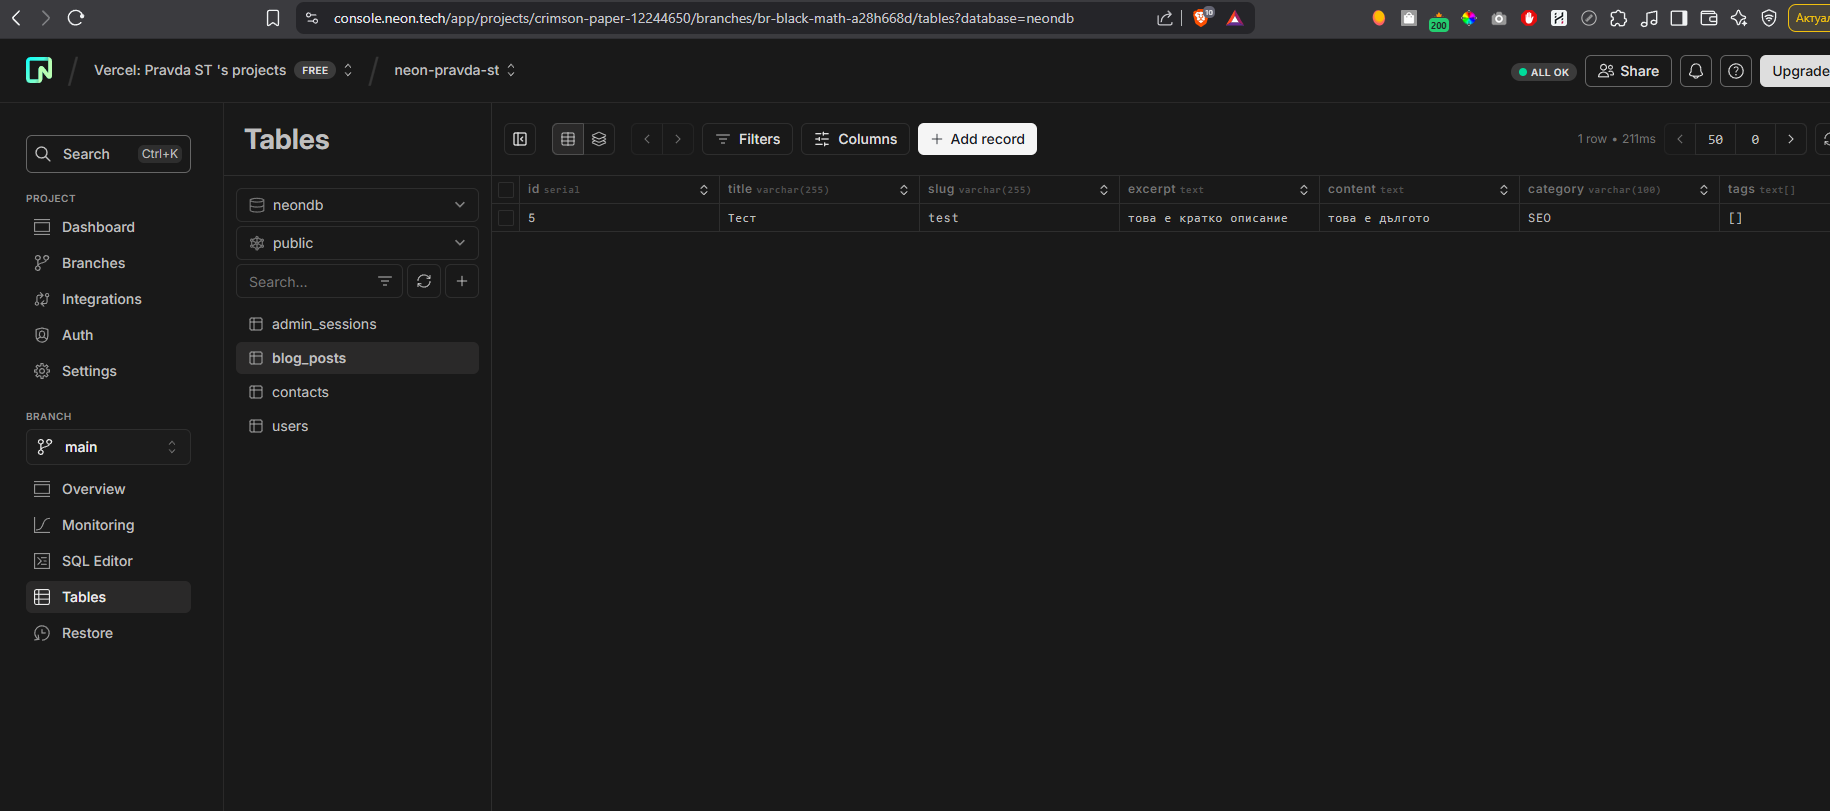 console.neon.tech/app/projects/crimson-paper-12244650/branches/br-black-math-a28h668d/tables?database=neondb
10
200
Vercel: Pravda ST 's projects FREE
neon-pravda-st
ALL OK
Share
Upgrade
Search Ctrl+K
PROJECT
Dashboard
Branches
Integrations
Auth
Settings
BRANCH
main
Overview
Monitoring
SQL Editor
Tables
Restore
Tables
neondb
public
Search...
admin_sessions
blog_posts
contacts
users
Filters
Columns
Add record
1 row • 211ms
50
0
id serial title varchar(255) slug varchar(255) excerpt text content text category varchar(100) tags text[]
5 Тест test това е кратко описание това е дългото SEO []